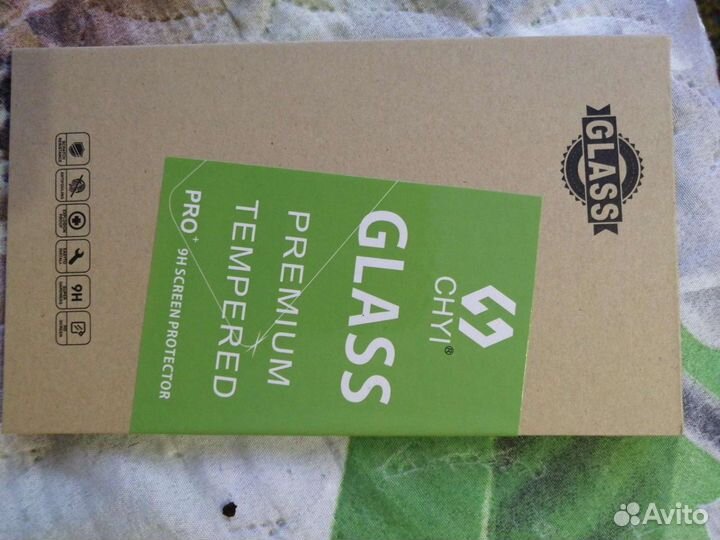 GLASS
CHYI®
GLASS
PREMIUM
TEMPERED
PRO+ 9H SCREEN PROTECTOR
9H
Avito